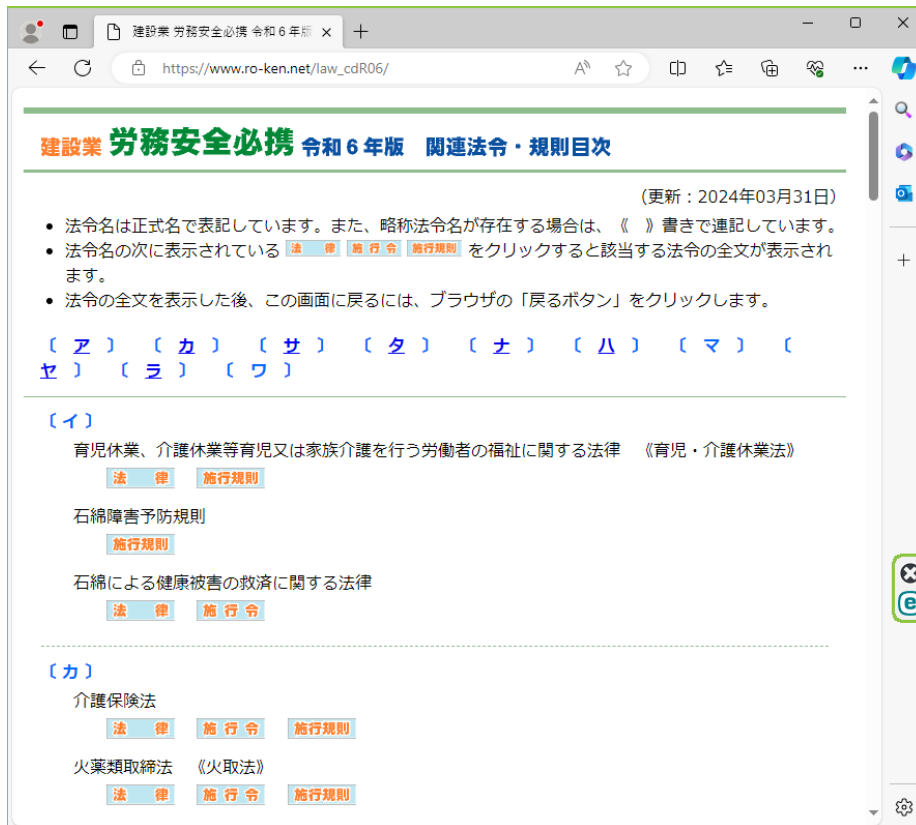 建設業 労務安全必携 令和６年版
https://www.ro-ken.net/law_cdR06/
建設業 労務安全必携 令和６年版　関連法令・規則目次
（更新：2024年03月31日）
• 法令名は正式名で表記しています。また、略称法令名が存在する場合は、《　》書きで連記しています。
• 法令名の次に表示されている 法　律 施 行 令 施行規則 をクリックすると該当する法令の全文が表示され
ます。
• 法令の全文を表示した後、この画面に戻るには、ブラウザの「戻るボタン」をクリックします。
〔 ア 〕 〔 カ 〕 〔 サ 〕 〔 タ 〕 〔 ナ 〕 〔 ハ 〕 〔 マ 〕 〔
ヤ 〕 〔 ラ 〕 〔 ワ 〕
〔イ〕
育児休業、介護休業等育児又は家族介護を行う労働者の福祉に関する法律　《育児・介護休業法》
法　律 施行規則
石綿障害予防規則
施行規則
石綿による健康被害の救済に関する法律
法　律 施 行 令
〔カ〕
介護保険法
法　律 施 行 令 施行規則
火薬類取締法　《火取法》
法　律 施 行 令 施行規則